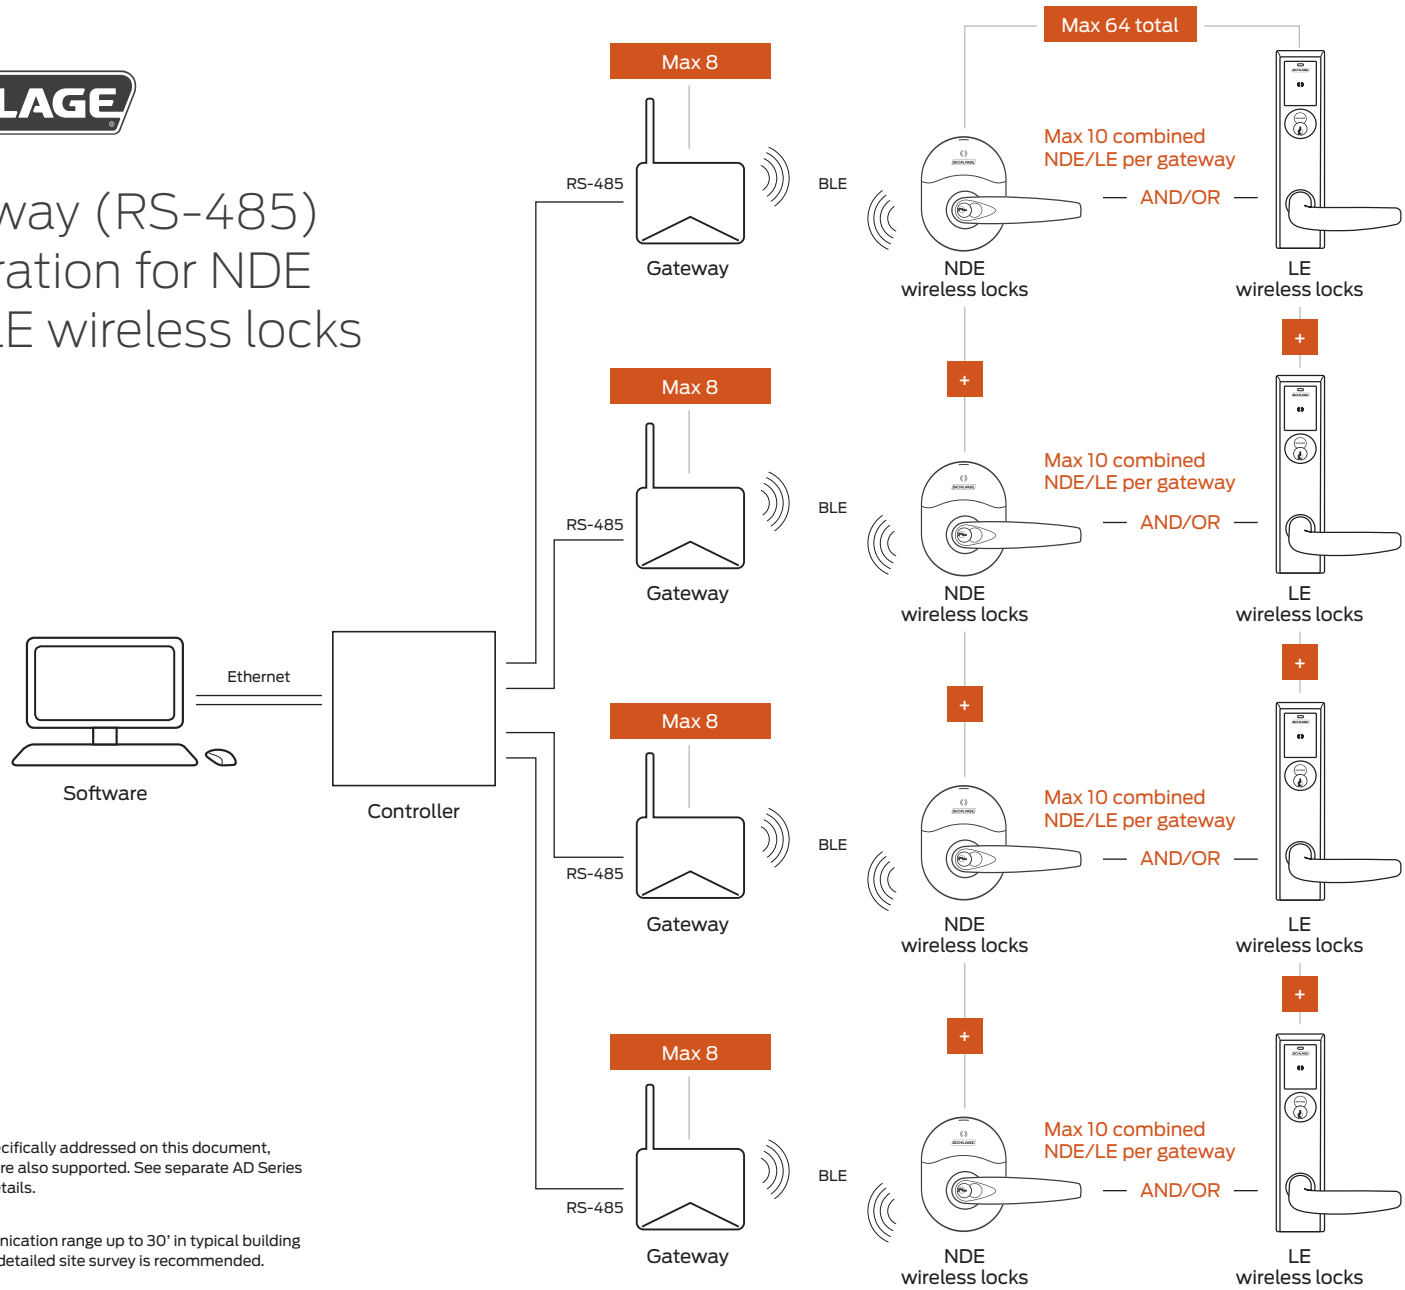 LAGE
way (RS-485)
ration for NDE
LE wireless locks
Max 64 total
Max 8
RS-485
BLE
SCHLAGE
Max 10 combined
NDE/LE per gateway
AND/OR
Gateway
NDE
wireless locks
LE
wireless locks
+
Max 8
+
RS-485
BLE
SCHLAGE
Max 10 combined
NDE/LE per gateway
AND/OR
Gateway
NDE
wireless locks
LE
wireless locks
Ethernet
Software
Controller
+
+
Max 8
RS-485
BLE
SCHLAGE
Max 10 combined
NDE/LE per gateway
AND/OR
Gateway
NDE
wireless locks
LE
wireless locks
+
+
Max 8
RS-485
BLE
SCHLAGE
Max 10 combined
NDE/LE per gateway
AND/OR
Gateway
NDE
wireless locks
LE
wireless locks
ecifically addressed on this document,
re also supported. See separate AD Series
etails.
nication range up to 30' in typical building
detailed site survey is recommended.